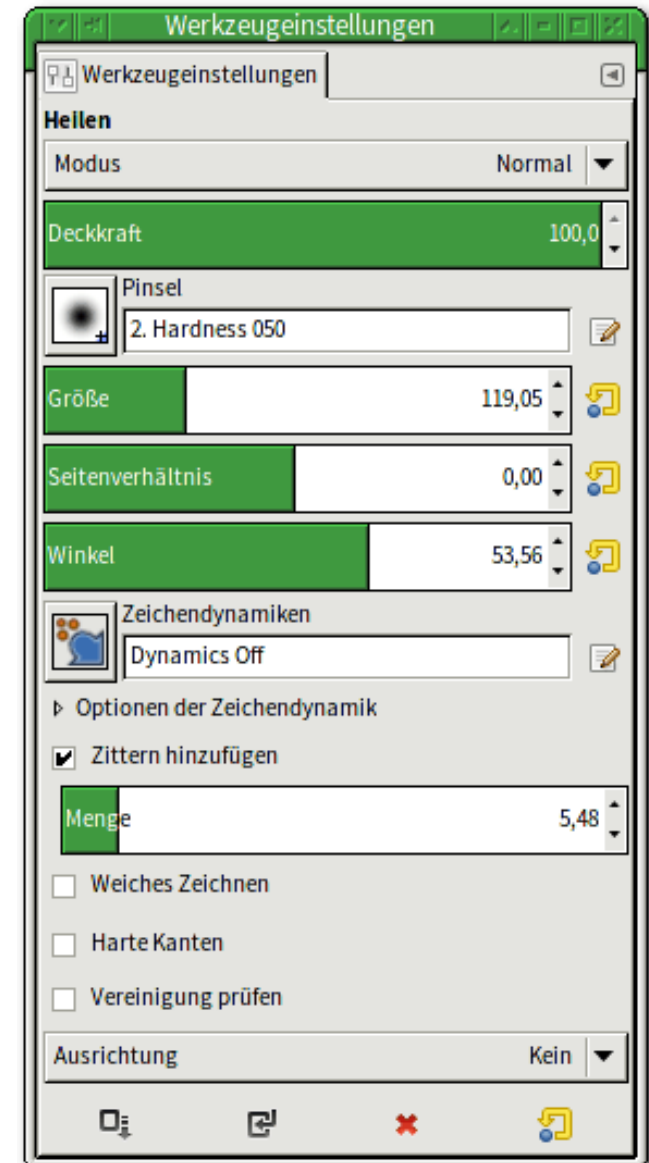 Werkzeugeinstellungen
Werkzeugeinstellungen
Heilen
Modus Normal
Deckkraft 100,0
Pinsel
2. Hardness 050
Größe 119,05
Seitenverhältnis 0,00
Winkel 53,56
Zeichendynamiken
Dynamics Off
Optionen der Zeichendynamik
Zittern hinzufügen
Menge 5,48
Weiches Zeichnen
Harte Kanten
Vereinigung prüfen
Ausrichtung Kein